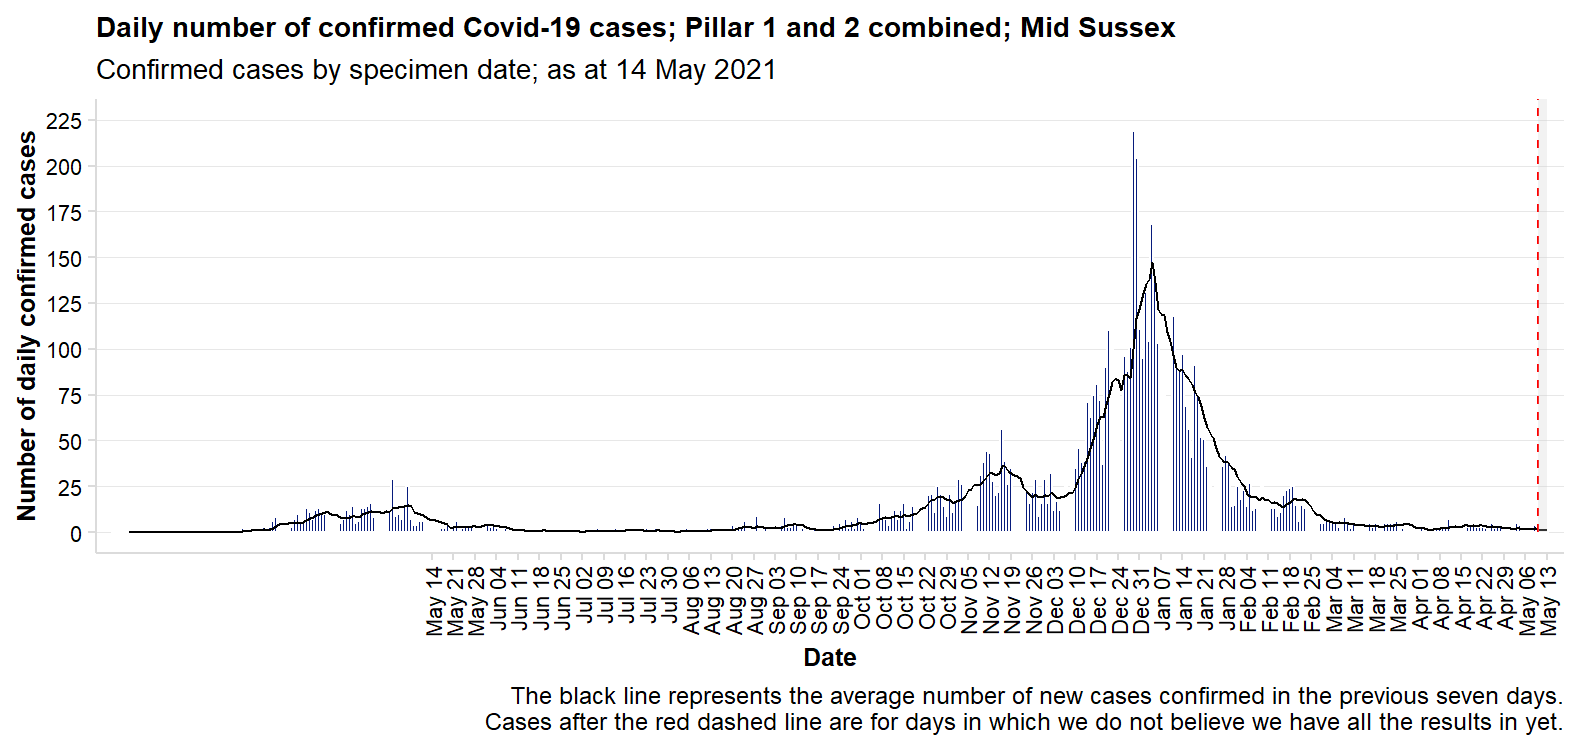 Daily number of confirmed Covid-19 cases; Pillar 1 and 2 combined; Mid Sussex
Confirmed cases by specimen date; as at 14 May 2021
Number of daily confirmed cases
225
200
175
150
125
100
75
50
25
0
May 14
May 21
May 28
Jun 04
Jun 11
Jun 18
Jun 25
Jul 02
Jul 09
Jul 16
Jul 23
Jul 30
Aug 06
Aug 13
Aug 20
Aug 27
Sep 03
Sep 10
Sep 17
Sep 24
Oct 01
Oct 08
Oct 15
Oct 22
Oct 29
Nov 05
Nov 12
Nov 19
Nov 26
Dec 03
Dec 10
Dec 17
Dec 24
Dec 31
Jan 07
Jan 14
Jan 21
Jan 28
Feb 04
Feb 11
Feb 18
Feb 25
Mar 04
Mar 11
Mar 18
Mar 25
Apr 01
Apr 08
Apr 15
Apr 22
Apr 29
May 06
May 13
Date
The black line represents the average number of new cases confirmed in the previous seven days.
Cases after the red dashed line are for days in which we do not believe we have all the results in yet.